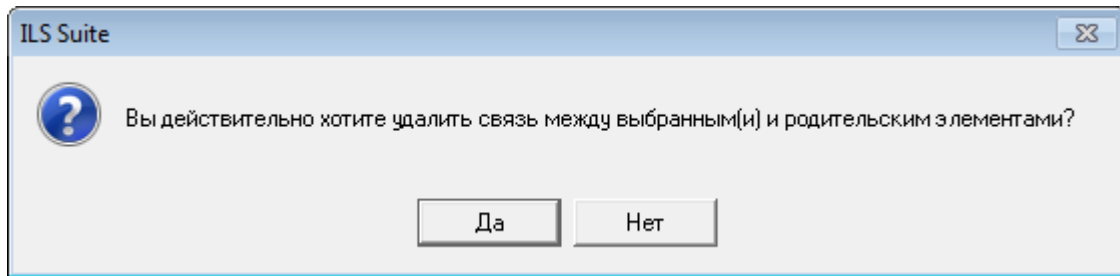 ILS Suite
Вы действительно хотите удалить связь между выбранным(и) и родительским элементами?
Да
Нет